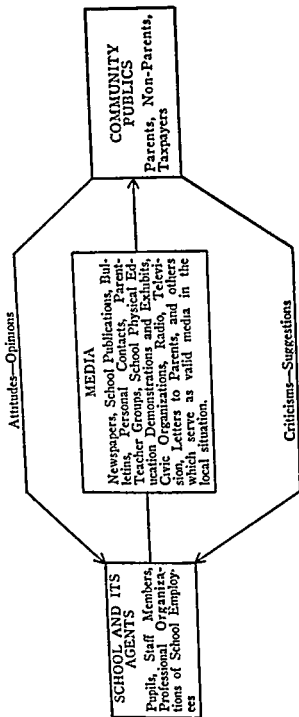 Attitudes—Opinions
SCHOOL AND ITS
AGENTS
Pupils, Staff Members,
Professional Organiza-
tions of School Employ-
ees
MEDIA
Newspapers, School Publications, Bul-
letins, Personal Contacts, Parent-
Teacher Groups, School Physical Ed-
ucation Demonstrations and Exhibits,
Civic Organizations, Radio, Televi-
sion, Letters to Parents, and others
which serve as valid media in the
local situation.
COMMUNITY
PUBLICS
Parents, Non-Parents,
Taxpayers
Criticisms—Suggestions